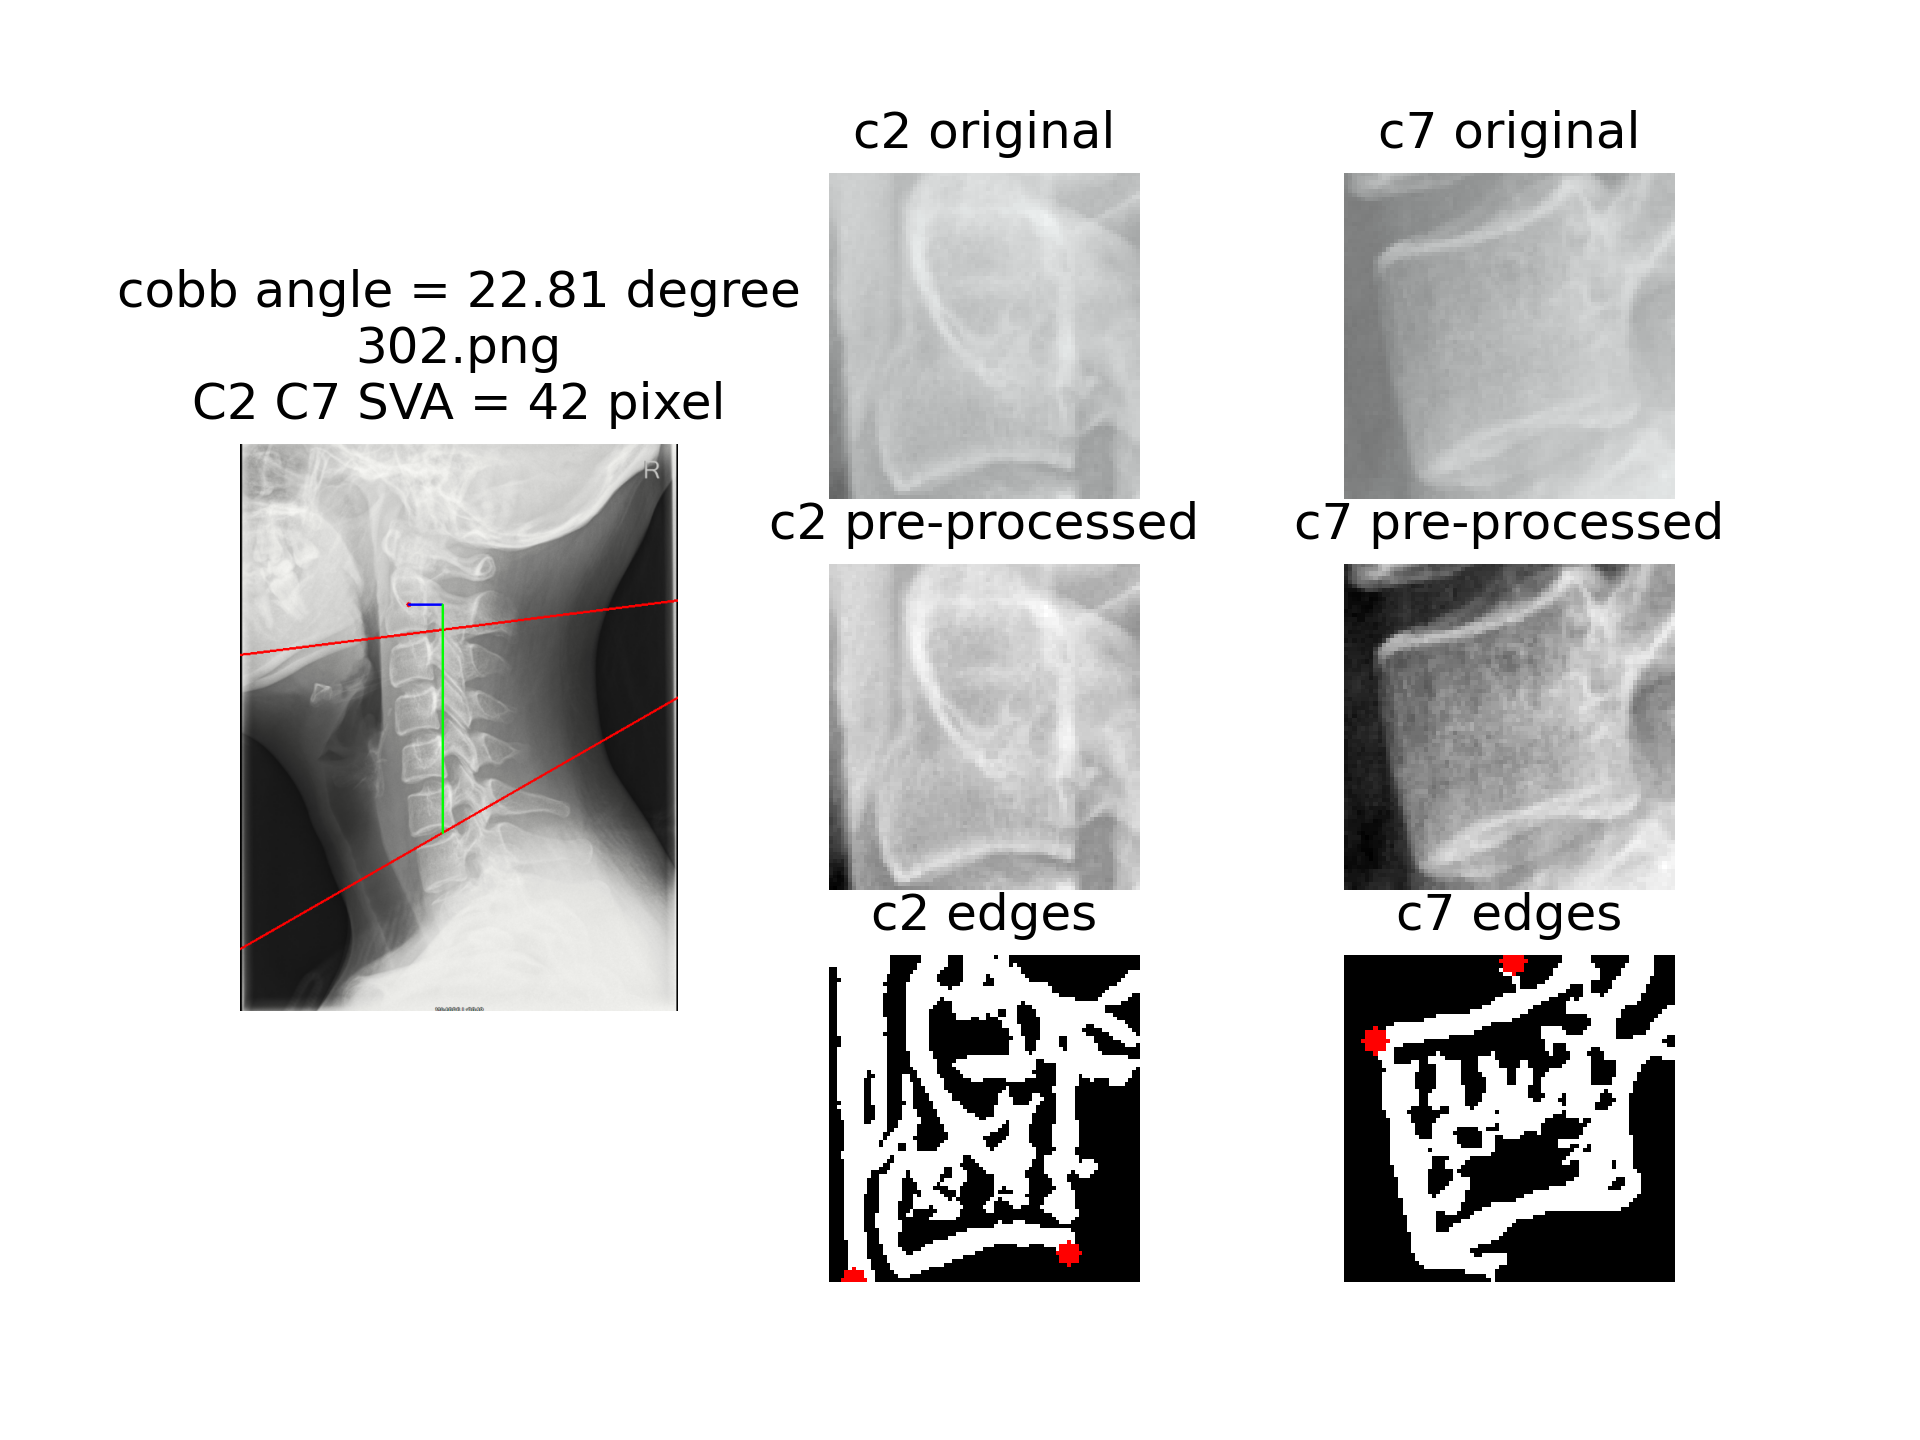 cobb angle = 22.81 degree
302.png
C2 C7 SVA = 42 pixel
R
c2 original
c7 original
c2 pre-processed
c7 pre-processed
c2 edges
c7 edges